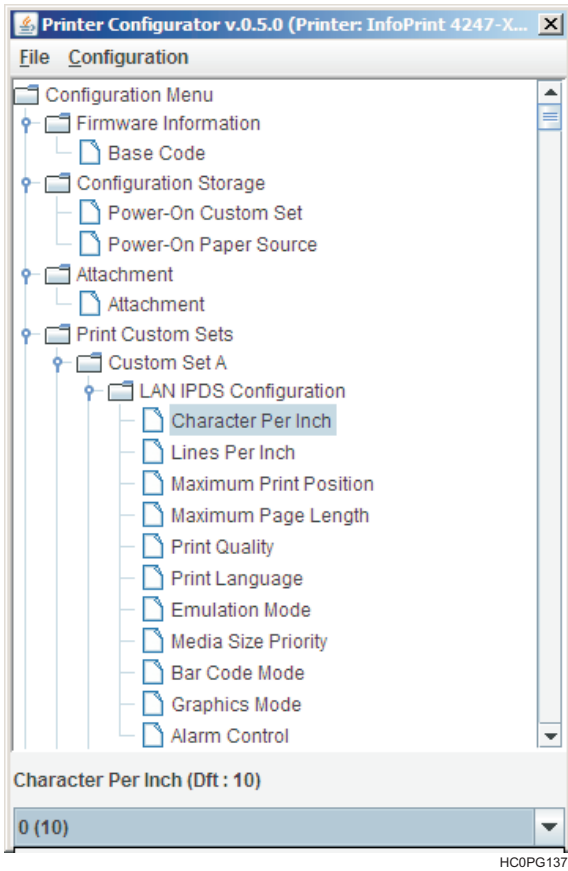 Printer Configurator v.0.5.0 (Printer: InfoPrint 4247-X...
File Configuration
Configuration Menu
Firmware Information
Base Code
Configuration Storage
Power-On Custom Set
Power-On Paper Source
Attachment
Attachment
Print Custom Sets
Custom Set A
LAN IPDS Configuration
Character Per Inch
Lines Per Inch
Maximum Print Position
Maximum Page Length
Print Quality
Print Language
Emulation Mode
Media Size Priority
Bar Code Mode
Graphics Mode
Alarm Control
Character Per Inch (Dft : 10)
0 (10)
HC0PG137